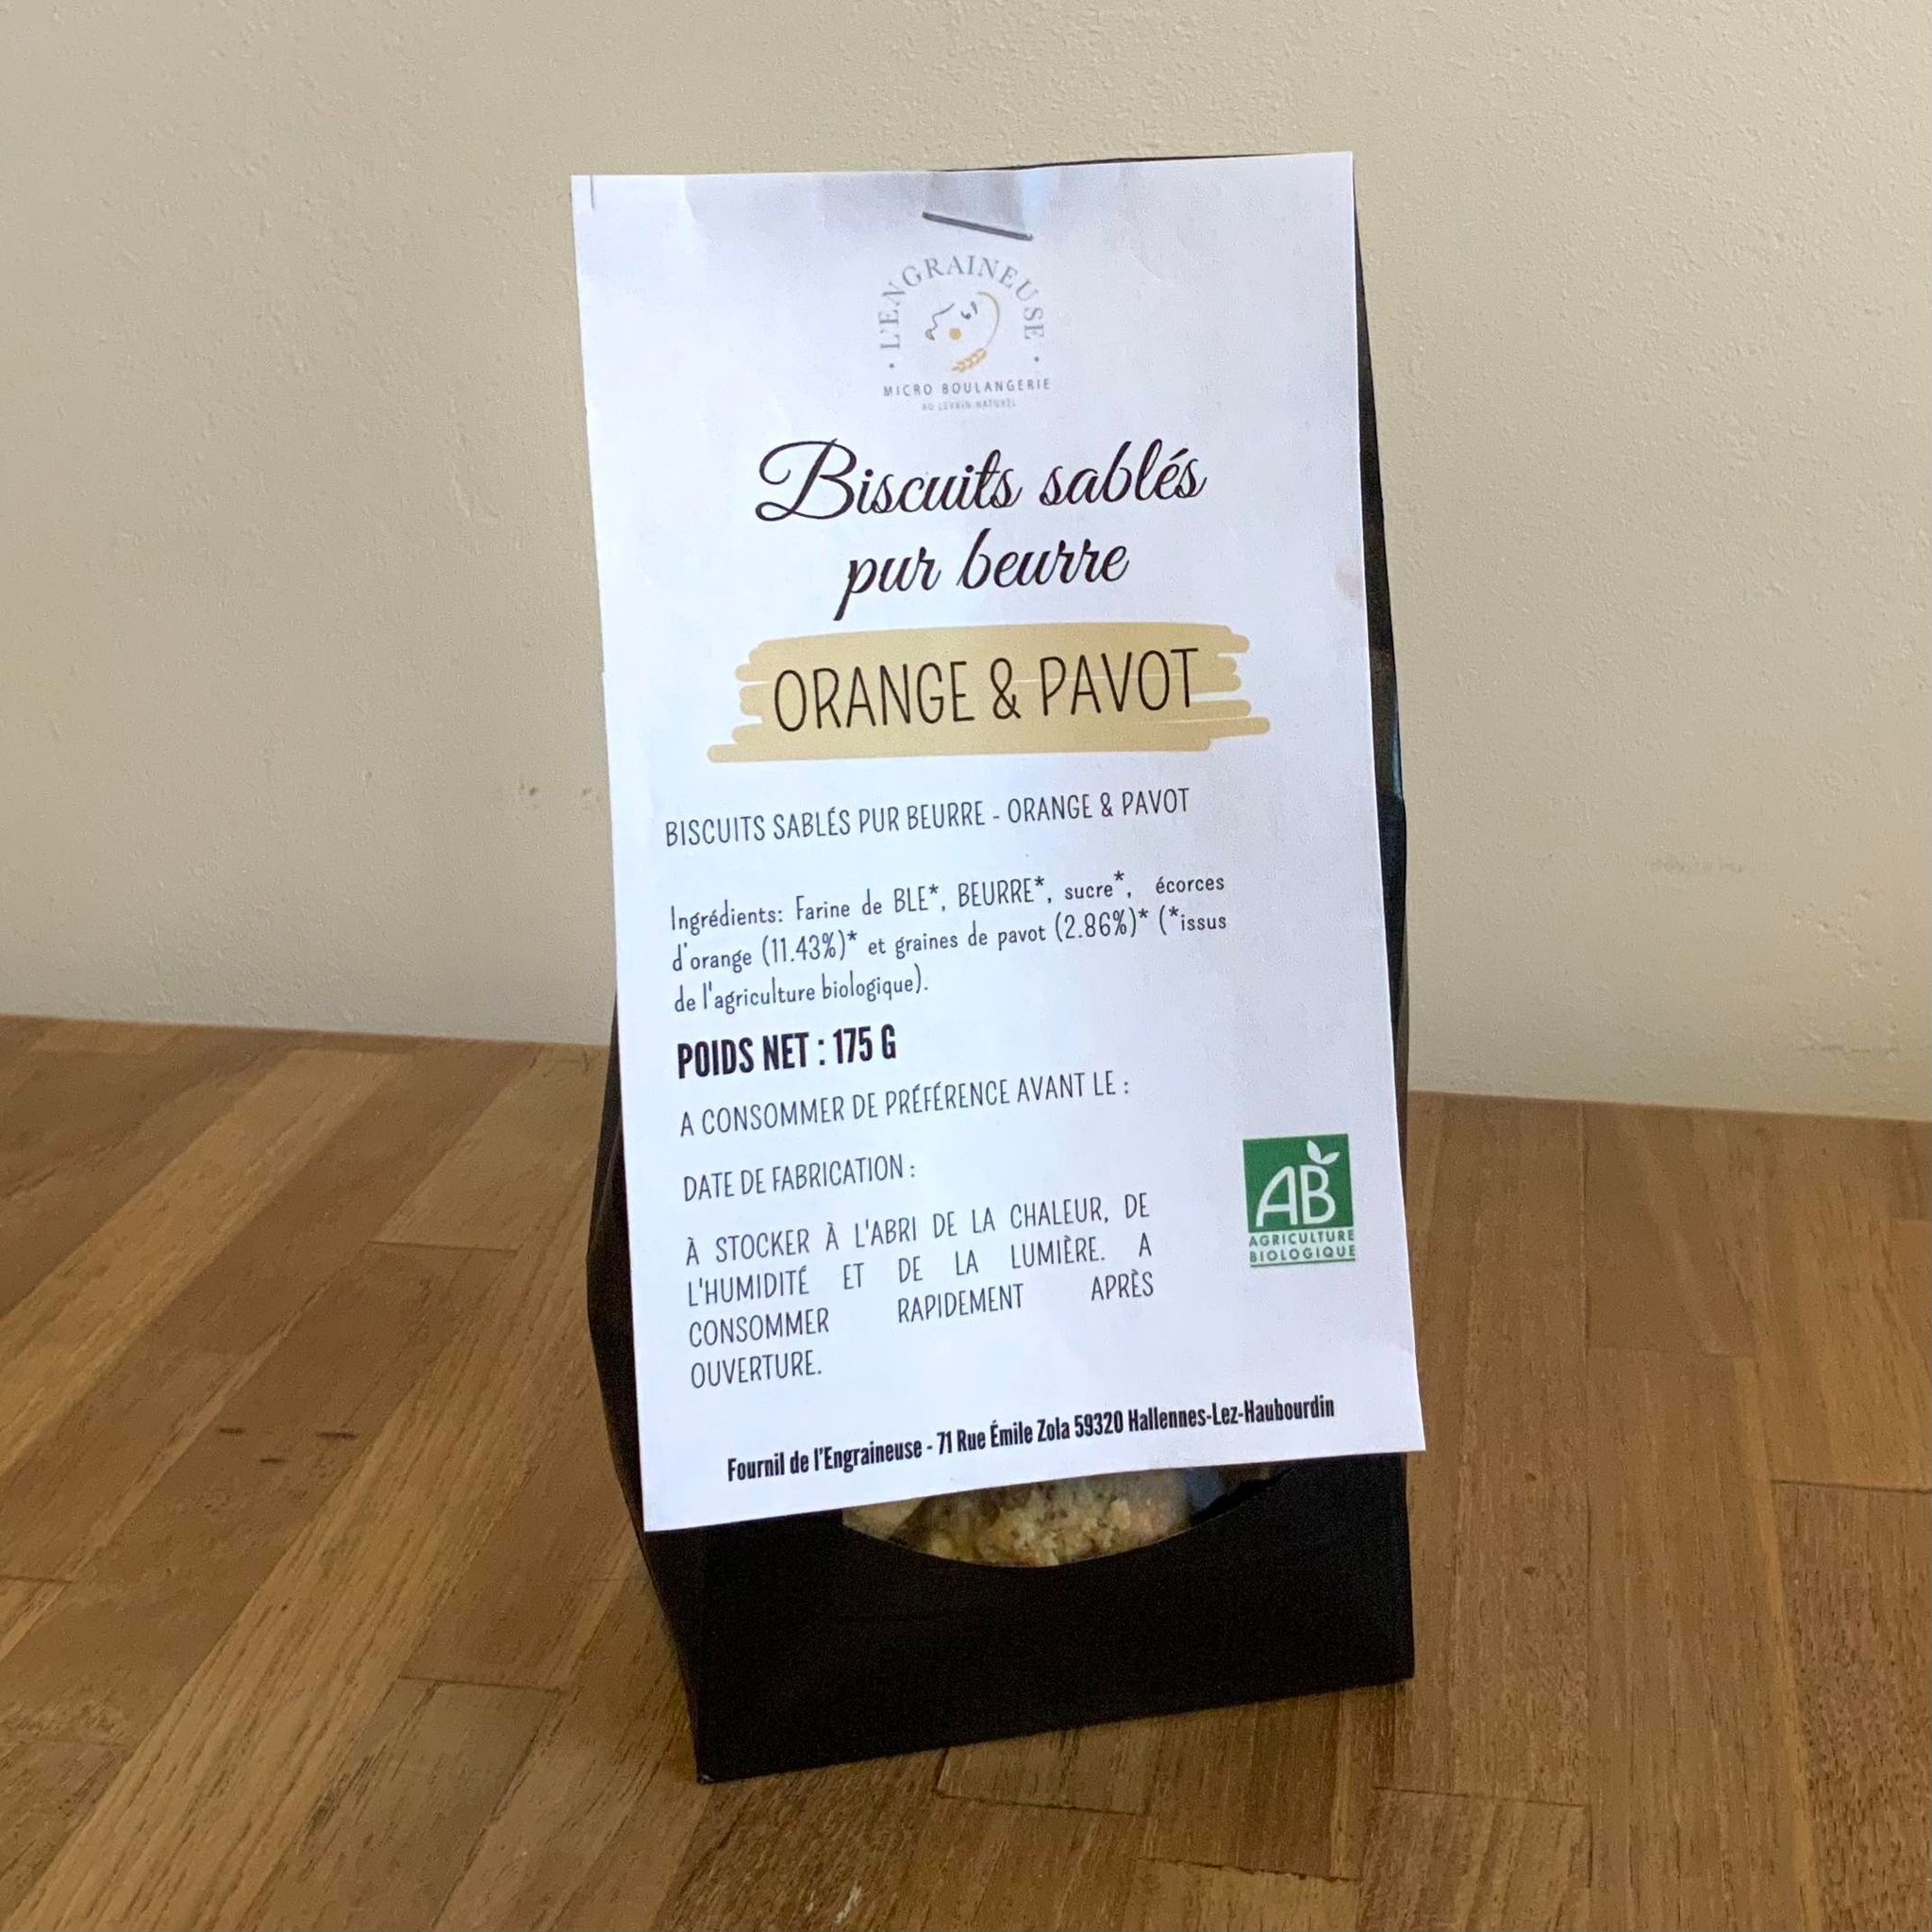 · L'ENGRAINEUSE ·
MICRO BOULANGERIE
AU LEVAIN NATUREL
Biscuits sablés
pur beurre
ORANGE & PAVOT
BISCUITS SABLÉS PUR BEURRE - ORANGE & PAVOT
Ingrédients: Farine de BLE*, BEURRE*, sucre*, écorces
d'orange (11.43%)* et graines de pavot (2.86%)* (*issus
de l'agriculture biologique).
POIDS NET : 175 G
A CONSOMMER DE PRÉFÉRENCE AVANT LE :
DATE DE FABRICATION :
À STOCKER À L'ABRI DE LA CHALEUR, DE
L'HUMIDITÉ ET DE LA LUMIÈRE. A
CONSOMMER RAPIDEMENT APRÈS
OUVERTURE.
AB
AGRICULTURE
BIOLOGIQUE
Fournil de l'Engraineuse - 71 Rue Émile Zola 59320 Hallennes-Lez-Haubourdin